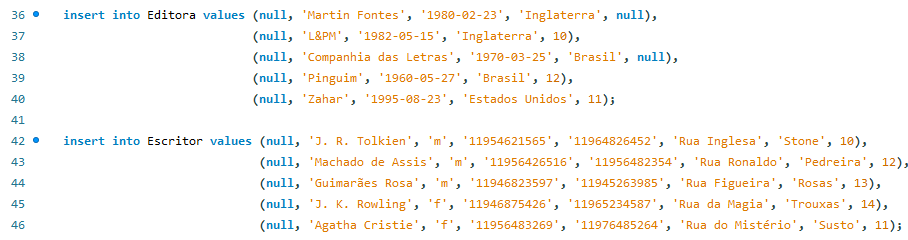 36 insert into Editora values (null, 'Martin Fontes', '1980-02-23', 'Inglaterra', null),
37 (null, 'L&PM', '1982-05-15', 'Inglaterra', 10),
38 (null, 'Companhia das Letras', '1970-03-25', 'Brasil', null),
39 (null, 'Pinguim', '1960-05-27', 'Brasil', 12),
40 (null, 'Zahar', '1995-08-23', 'Estados Unidos', 11);
41
42 insert into Escritor values (null, 'J. R. Tolkien', 'm', '11954621565', '11964826452', 'Rua Inglesa', 'Stone', 10),
43 (null, 'Machado de Assis', 'm', '11956426516', '11956482354', 'Rua Ronaldo', 'Pedreira', 12),
44 (null, 'Guimarães Rosa', 'm', '11946823597', '11945263985', 'Rua Figueira', 'Rosas', 13),
45 (null, 'J. K. Rowling', 'f', '11946875426', '11965234587', 'Rua da Magia', 'Trouxas', 14),
46 (null, 'Agatha Cristie', 'f', '11956483269', '11976485264', 'Rua do Mistério', 'Susto', 11);